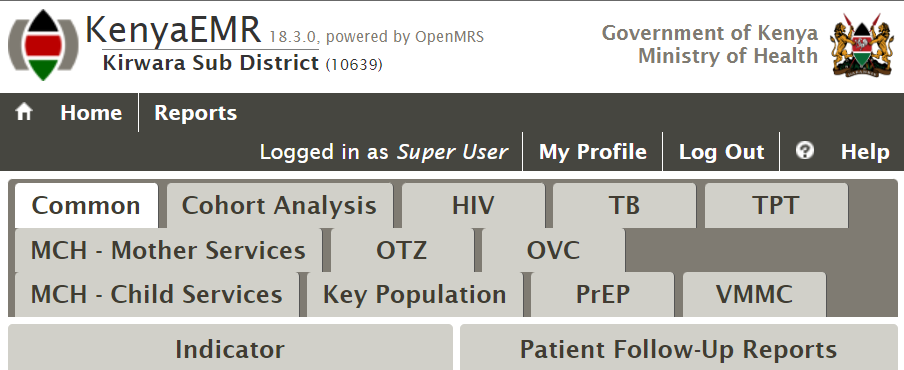 KenyaEMR 18.3.0, powered by OpenMRS
Kirwara Sub District (10639)
Government of Kenya
Ministry of Health
Home Reports
Logged in as Super User My Profile Log Out Help
Common Cohort Analysis HIV TB TPT
MCH - Mother Services OTZ OVC
MCH - Child Services Key Population PrEP VMMC
Indicator Patient Follow-Up Reports